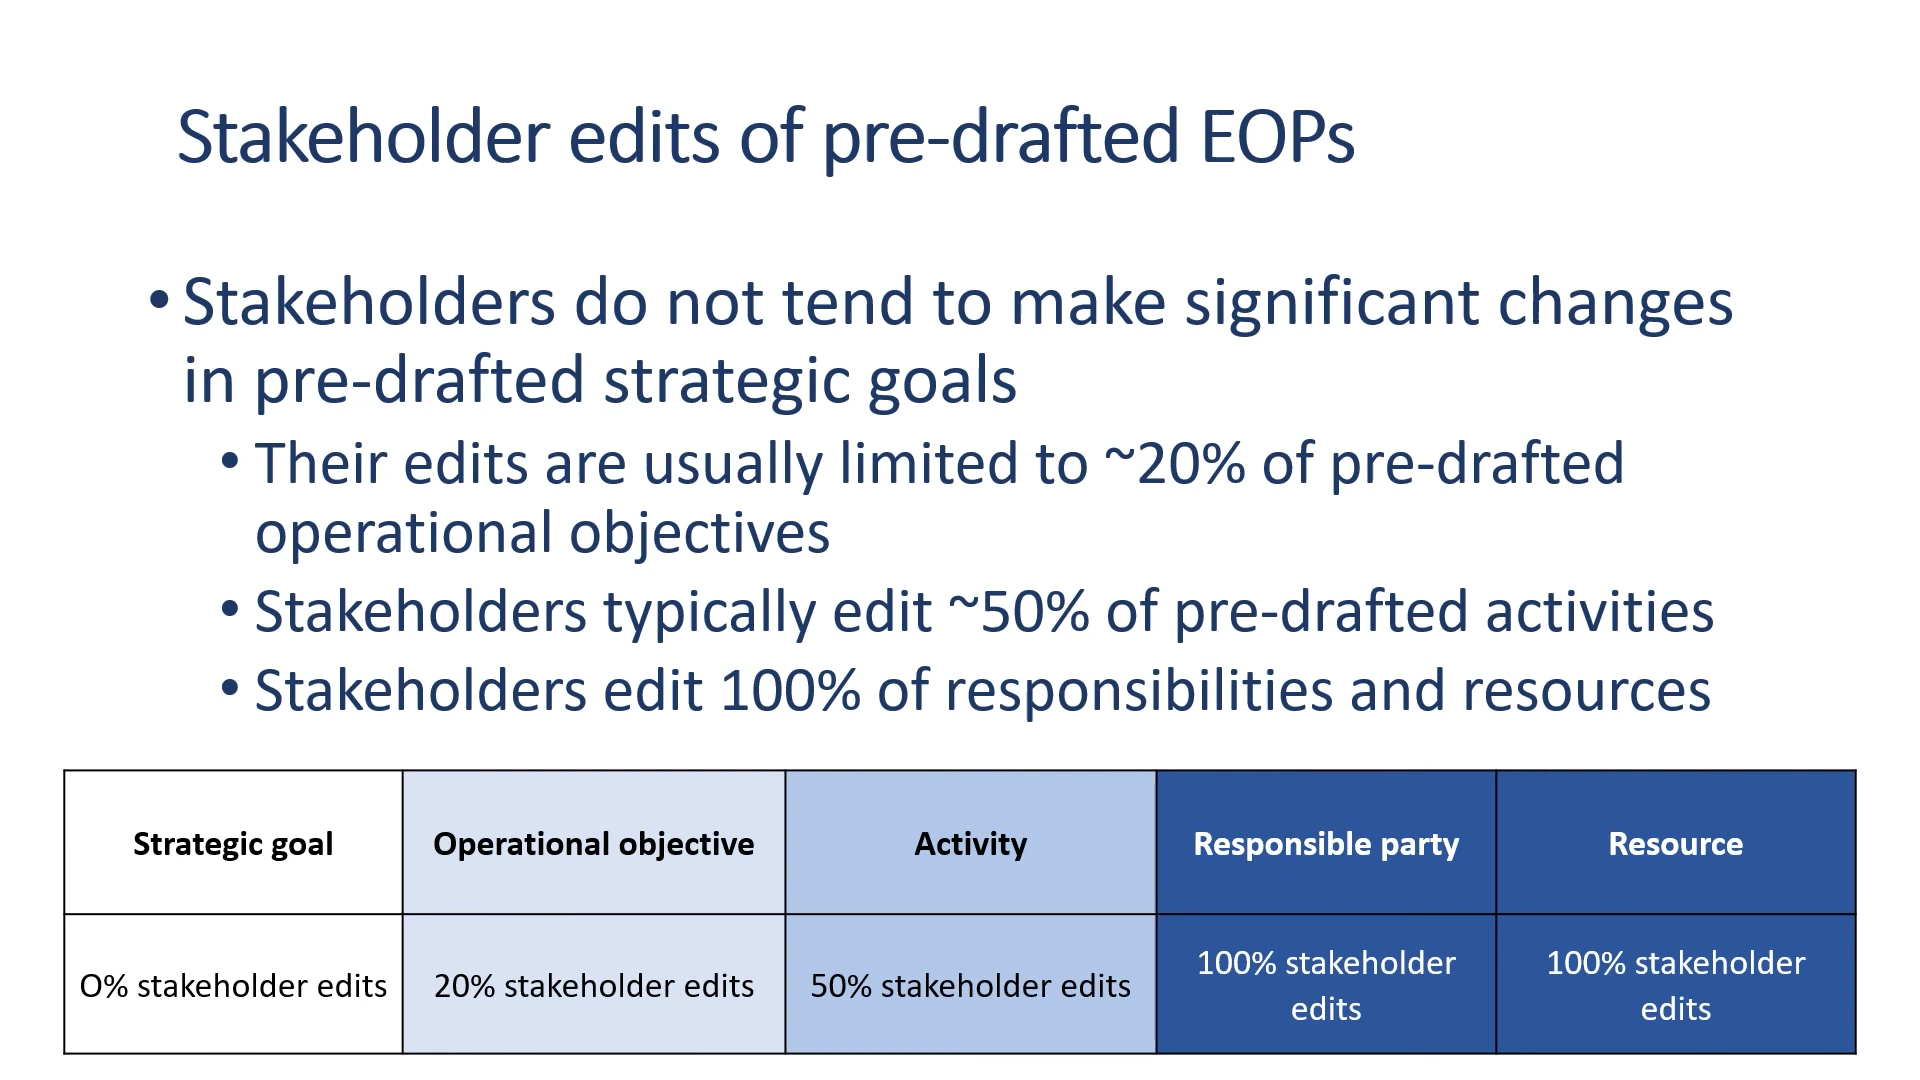 Stakeholder edits of pre-drafted EOPs
• Stakeholders do not tend to make significant changes
in pre-drafted strategic goals
• Their edits are usually limited to ~20% of pre-drafted
operational objectives
• Stakeholders typically edit ~50% of pre-drafted activities
• Stakeholders edit 100% of responsibilities and resources
Strategic goal
Operational objective
Activity
Responsible party
Resource
O% stakeholder edits
20% stakeholder edits
50% stakeholder edits
100% stakeholder
edits
100% stakeholder
edits